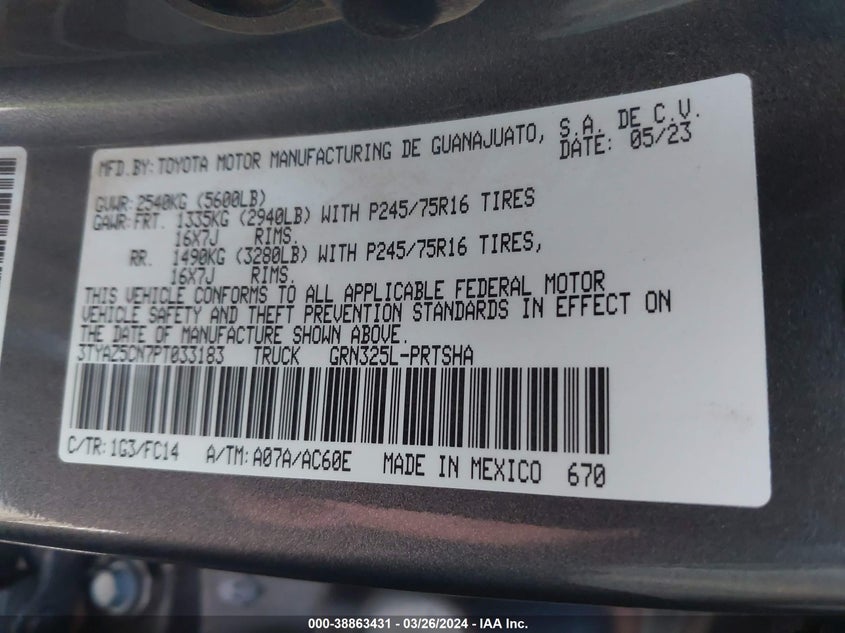 MFD.BY:TOYOTA MOTOR MANUFACTURING DE GUANAJUATO, S.A. DE C.V.
DATE: 05/23
GVWR:2540KG (5600LB)
GAWR:FRT. 1335KG (2940LB) WITH P245/75R16 TIRES
16X7J RIMS.
RR. 1490KG (3280LB) WITH P245/75R16 TIRES,
16X7J RIMS.
THIS VEHICLE CONFORMS TO ALL APPLICABLE FEDERAL MOTOR
VEHICLE SAFETY AND THEFT PREVENTION STANDARDS IN EFFECT ON
THE DATE OF MANUFACTURE SHOWN ABOVE.
3TYAZ5CN7PT033183 TRUCK GRN325L-PRTSHA
C/TR:1G3/FC14 A/TM:A07A/AC60E MADE IN MEXICO 670
000-38863431 - 03/26/2024 - IAA Inc.